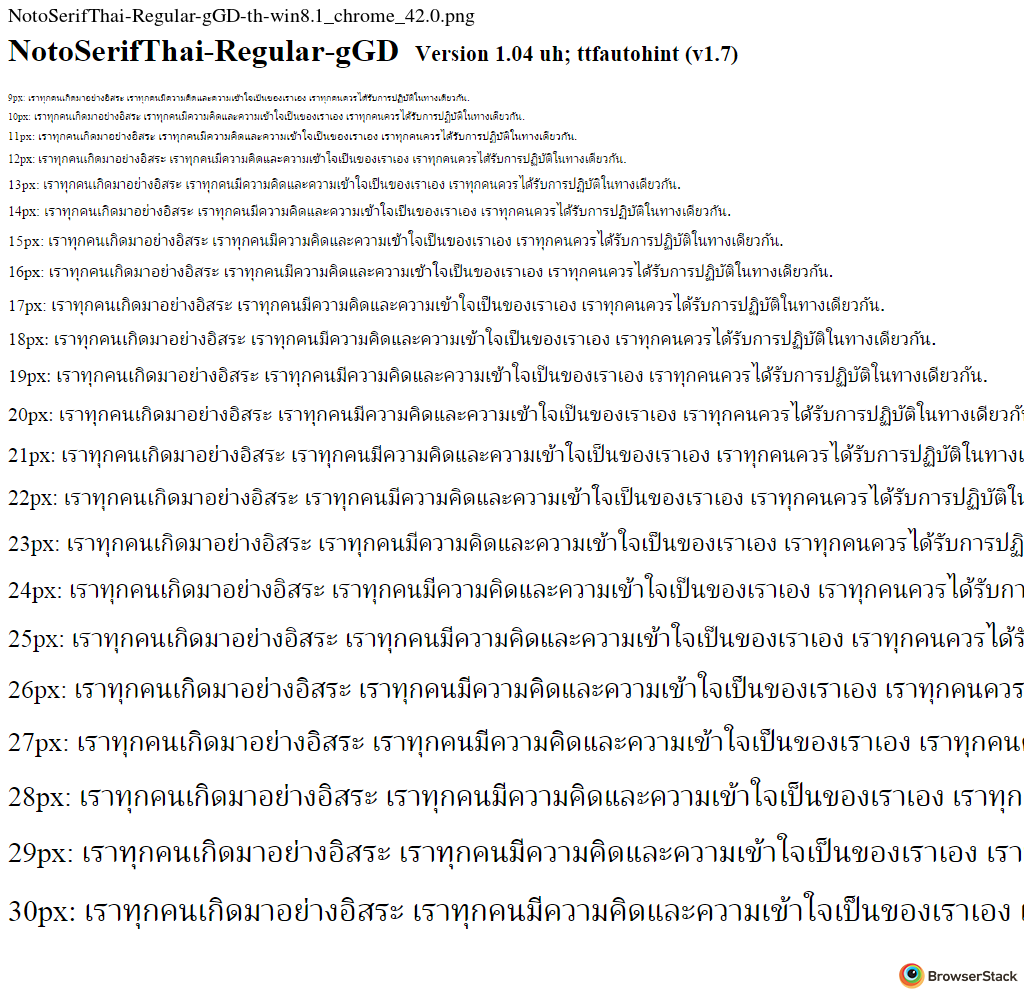 NotoSerifThai-Regular-gGD-th-win8.1_chrome_42.0.png
NotoSerifThai-Regular-gGD Version 1.04 uh; ttfautohint (v1.7)
9px: เราทุกคนเกิดมาอย่างอิสระ เราทุกคนมีความคิดและความเข้าใจเป็นของเราเอง เราทุกคนควรได้รับการปฏิบัติในทางเดียวกัน.
10px: เราทุกคนเกิดมาอย่างอิสระ เราทุกคนมีความคิดและความเข้าใจเป็นของเราเอง เราทุกคนควรได้รับการปฏิบัติในทางเดียวกัน.
11px: เราทุกคนเกิดมาอย่างอิสระ เราทุกคนมีความคิดและความเข้าใจเป็นของเราเอง เราทุกคนควรได้รับการปฏิบัติในทางเดียวกัน.
12px: เราทุกคนเกิดมาอย่างอิสระ เราทุกคนมีความคิดและความเข้าใจเป็นของเราเอง เราทุกคนควรได้รับการปฏิบัติในทางเดียวกัน.
13px: เราทุกคนเกิดมาอย่างอิสระ เราทุกคนมีความคิดและความเข้าใจเป็นของเราเอง เราทุกคนควรได้รับการปฏิบัติในทางเดียวกัน.
14px: เราทุกคนเกิดมาอย่างอิสระ เราทุกคนมีความคิดและความเข้าใจเป็นของเราเอง เราทุกคนควรได้รับการปฏิบัติในทางเดียวกัน.
15px: เราทุกคนเกิดมาอย่างอิสระ เราทุกคนมีความคิดและความเข้าใจเป็นของเราเอง เราทุกคนควรได้รับการปฏิบัติในทางเดียวกัน.
16px: เราทุกคนเกิดมาอย่างอิสระ เราทุกคนมีความคิดและความเข้าใจเป็นของเราเอง เราทุกคนควรได้รับการปฏิบัติในทางเดียวกัน.
17px: เราทุกคนเกิดมาอย่างอิสระ เราทุกคนมีความคิดและความเข้าใจเป็นของเราเอง เราทุกคนควรได้รับการปฏิบัติในทางเดียวกัน.
18px: เราทุกคนเกิดมาอย่างอิสระ เราทุกคนมีความคิดและความเข้าใจเป็นของเราเอง เราทุกคนควรได้รับการปฏิบัติในทางเดียวกัน.
19px: เราทุกคนเกิดมาอย่างอิสระ เราทุกคนมีความคิดและความเข้าใจเป็นของเราเอง เราทุกคนควรได้รับการปฏิบัติในทางเดียวกัน.
20px: เราทุกคนเกิดมาอย่างอิสระ เราทุกคนมีความคิดและความเข้าใจเป็นของเราเอง เราทุกคนควรได้รับการปฏิบัติในทางเดียวกั
21px: เราทุกคนเกิดมาอย่างอิสระ เราทุกคนมีความคิดและความเข้าใจเป็นของเราเอง เราทุกคนควรได้รับการปฏิบัติในทาง
22px: เราทุกคนเกิดมาอย่างอิสระ เราทุกคนมีความคิดและความเข้าใจเป็นของเราเอง เราทุกคนควรได้รับการปฏิบัติใน
23px: เราทุกคนเกิดมาอย่างอิสระ เราทุกคนมีความคิดและความเข้าใจเป็นของเราเอง เราทุกคนควรได้รับการปฏิ
24px: เราทุกคนเกิดมาอย่างอิสระ เราทุกคนมีความคิดและความเข้าใจเป็นของเราเอง เราทุกคนควรได้รับกา
25px: เราทุกคนเกิดมาอย่างอิสระ เราทุกคนมีความคิดและความเข้าใจเป็นของเราเอง เราทุกคนควรได้รั
26px: เราทุกคนเกิดมาอย่างอิสระ เราทุกคนมีความคิดและความเข้าใจเป็นของเราเอง เราทุกคนควร
27px: เราทุกคนเกิดมาอย่างอิสระ เราทุกคนมีความคิดและความเข้าใจเป็นของเราเอง เราทุกคน
28px: เราทุกคนเกิดมาอย่างอิสระ เราทุกคนมีความคิดและความเข้าใจเป็นของเราเอง เราทุก
29px: เราทุกคนเกิดมาอย่างอิสระ เราทุกคนมีความคิดและความเข้าใจเป็นของเราเอง เรา
30px: เราทุกคนเกิดมาอย่างอิสระ เราทุกคนมีความคิดและความเข้าใจเป็นของเราเอง
BrowserStack